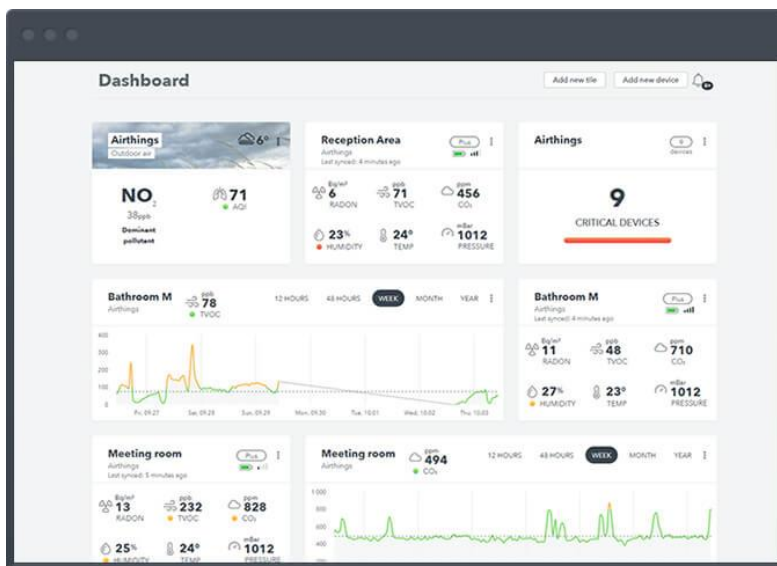 Dashboard
Add new tile
Add new device
Airthings
Outdoor air
6°
NO2
38ppb
Dominant
pollutant
71
AQI
Reception Area
Airthings
Last synced: 4 minutes ago
Plus
Bq/m³
6
RADON
ppb
71
TVOC
ppm
456
CO₂
23%
HUMIDITY
24°
TEMP
mBar
1012
PRESSURE
Airthings
9
devices
9
CRITICAL DEVICES
Bathroom M
Airthings
ppb
78
TVOC
12 HOURS
48 HOURS
WEEK
MONTH
YEAR
400
300
200
100
0
Fri, 09.27
Sat, 09.28
Sun, 09.29
Mon, 09.30
Tue, 10.01
Wed, 10.02
Thu, 10.03
Bathroom M
Airthings
Last synced: 4 minutes ago
Plus
Bq/m³
11
RADON
ppb
48
TVOC
ppm
710
CO₂
27%
HUMIDITY
23°
TEMP
mBar
1012
PRESSURE
Meeting room
Airthings
Last synced: 5 minutes ago
Plus
Bq/m³
13
RADON
ppb
232
TVOC
ppm
828
CO₂
25%
HUMIDITY
24°
TEMP
mBar
1012
PRESSURE
Meeting room
Airthings
ppm
494
CO₂
12 HOURS
48 HOURS
WEEK
MONTH
YEAR
1 000
800
600
400
200